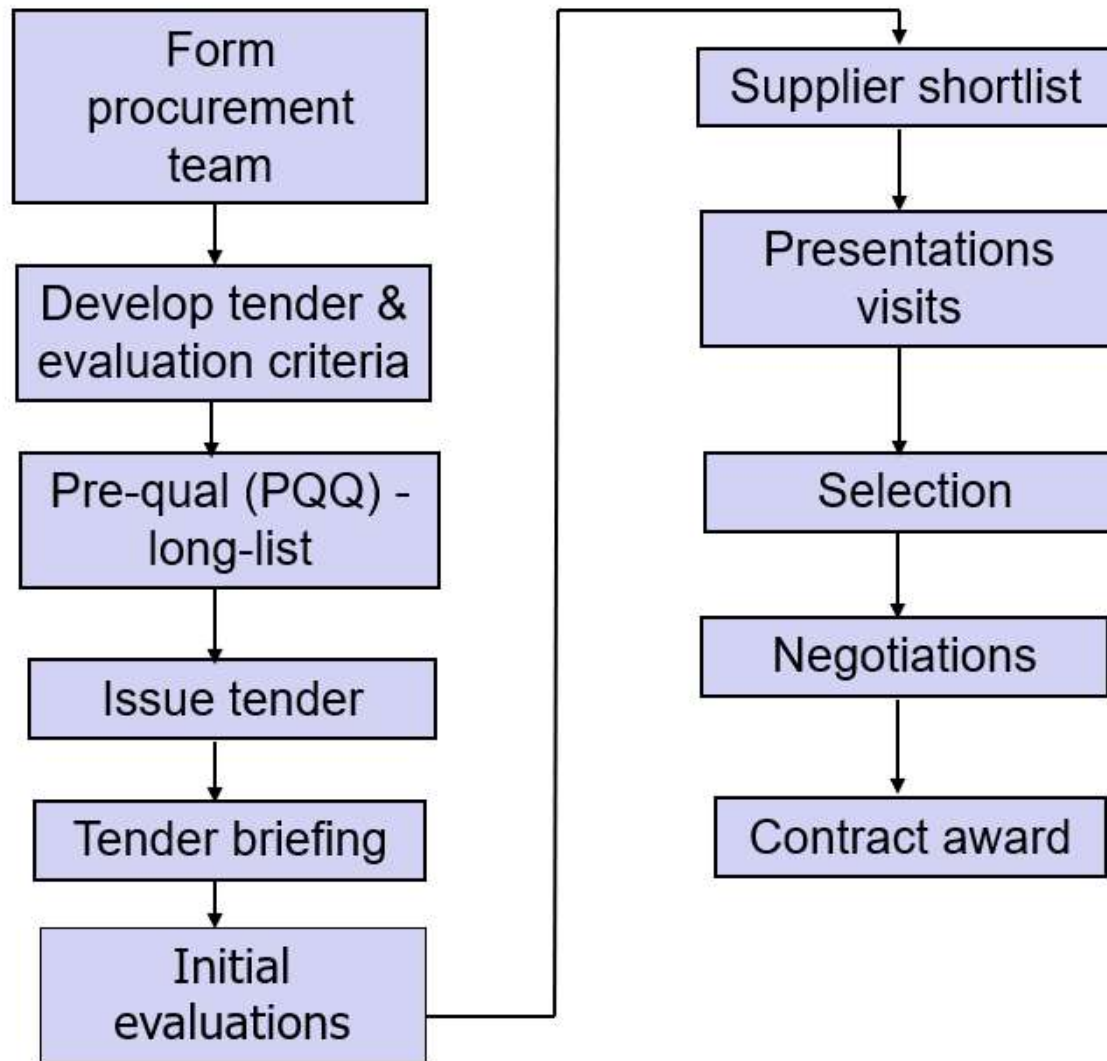 Form
procurement
team
Develop tender &
evaluation criteria
Pre-qual (PQQ) -
long-list
Issue tender
Tender briefing
Initial
evaluations
Supplier shortlist
Presentations
visits
Selection
Negotiations
Contract award